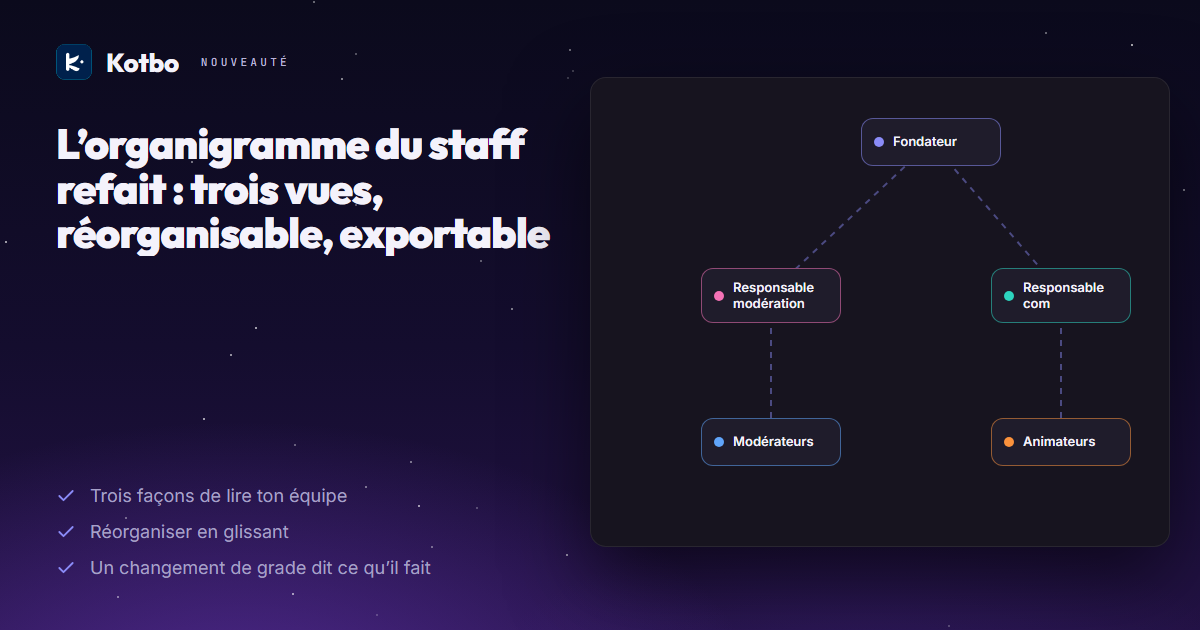 Kotbo
NOUVEAUTÉ
L’organigramme du staff
refait : trois vues,
réorganisable, exportable
Trois façons de lire ton équipe
Réorganiser en glissant
Un changement de grade dit ce qu’il fait
Fondateur
Responsable
modération
Responsable
com
Modérateurs
Animateurs